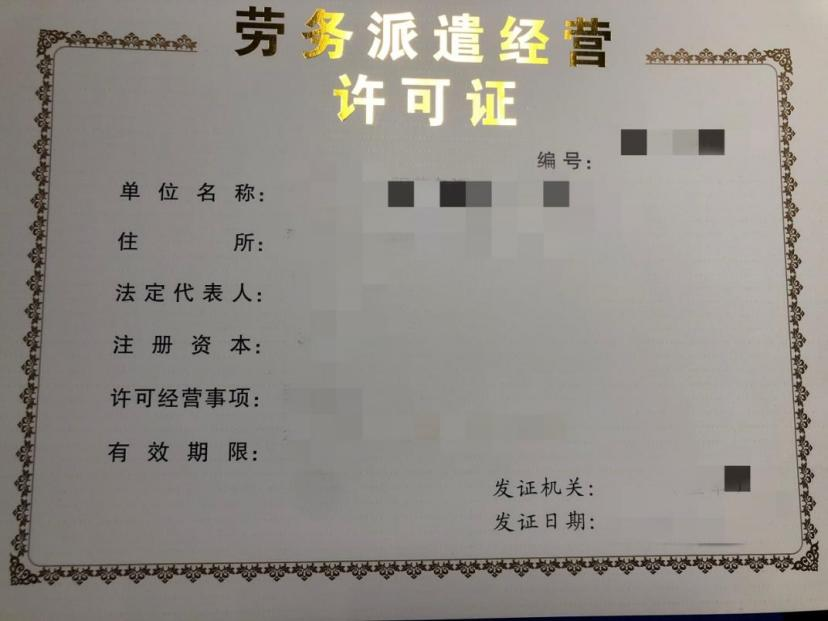 劳务派遣经营
许可证
编号：
单位名称：
住所：
法定代表人：
注册资本：
许可经营事项：
有效期限：
发证机关：
发证日期：